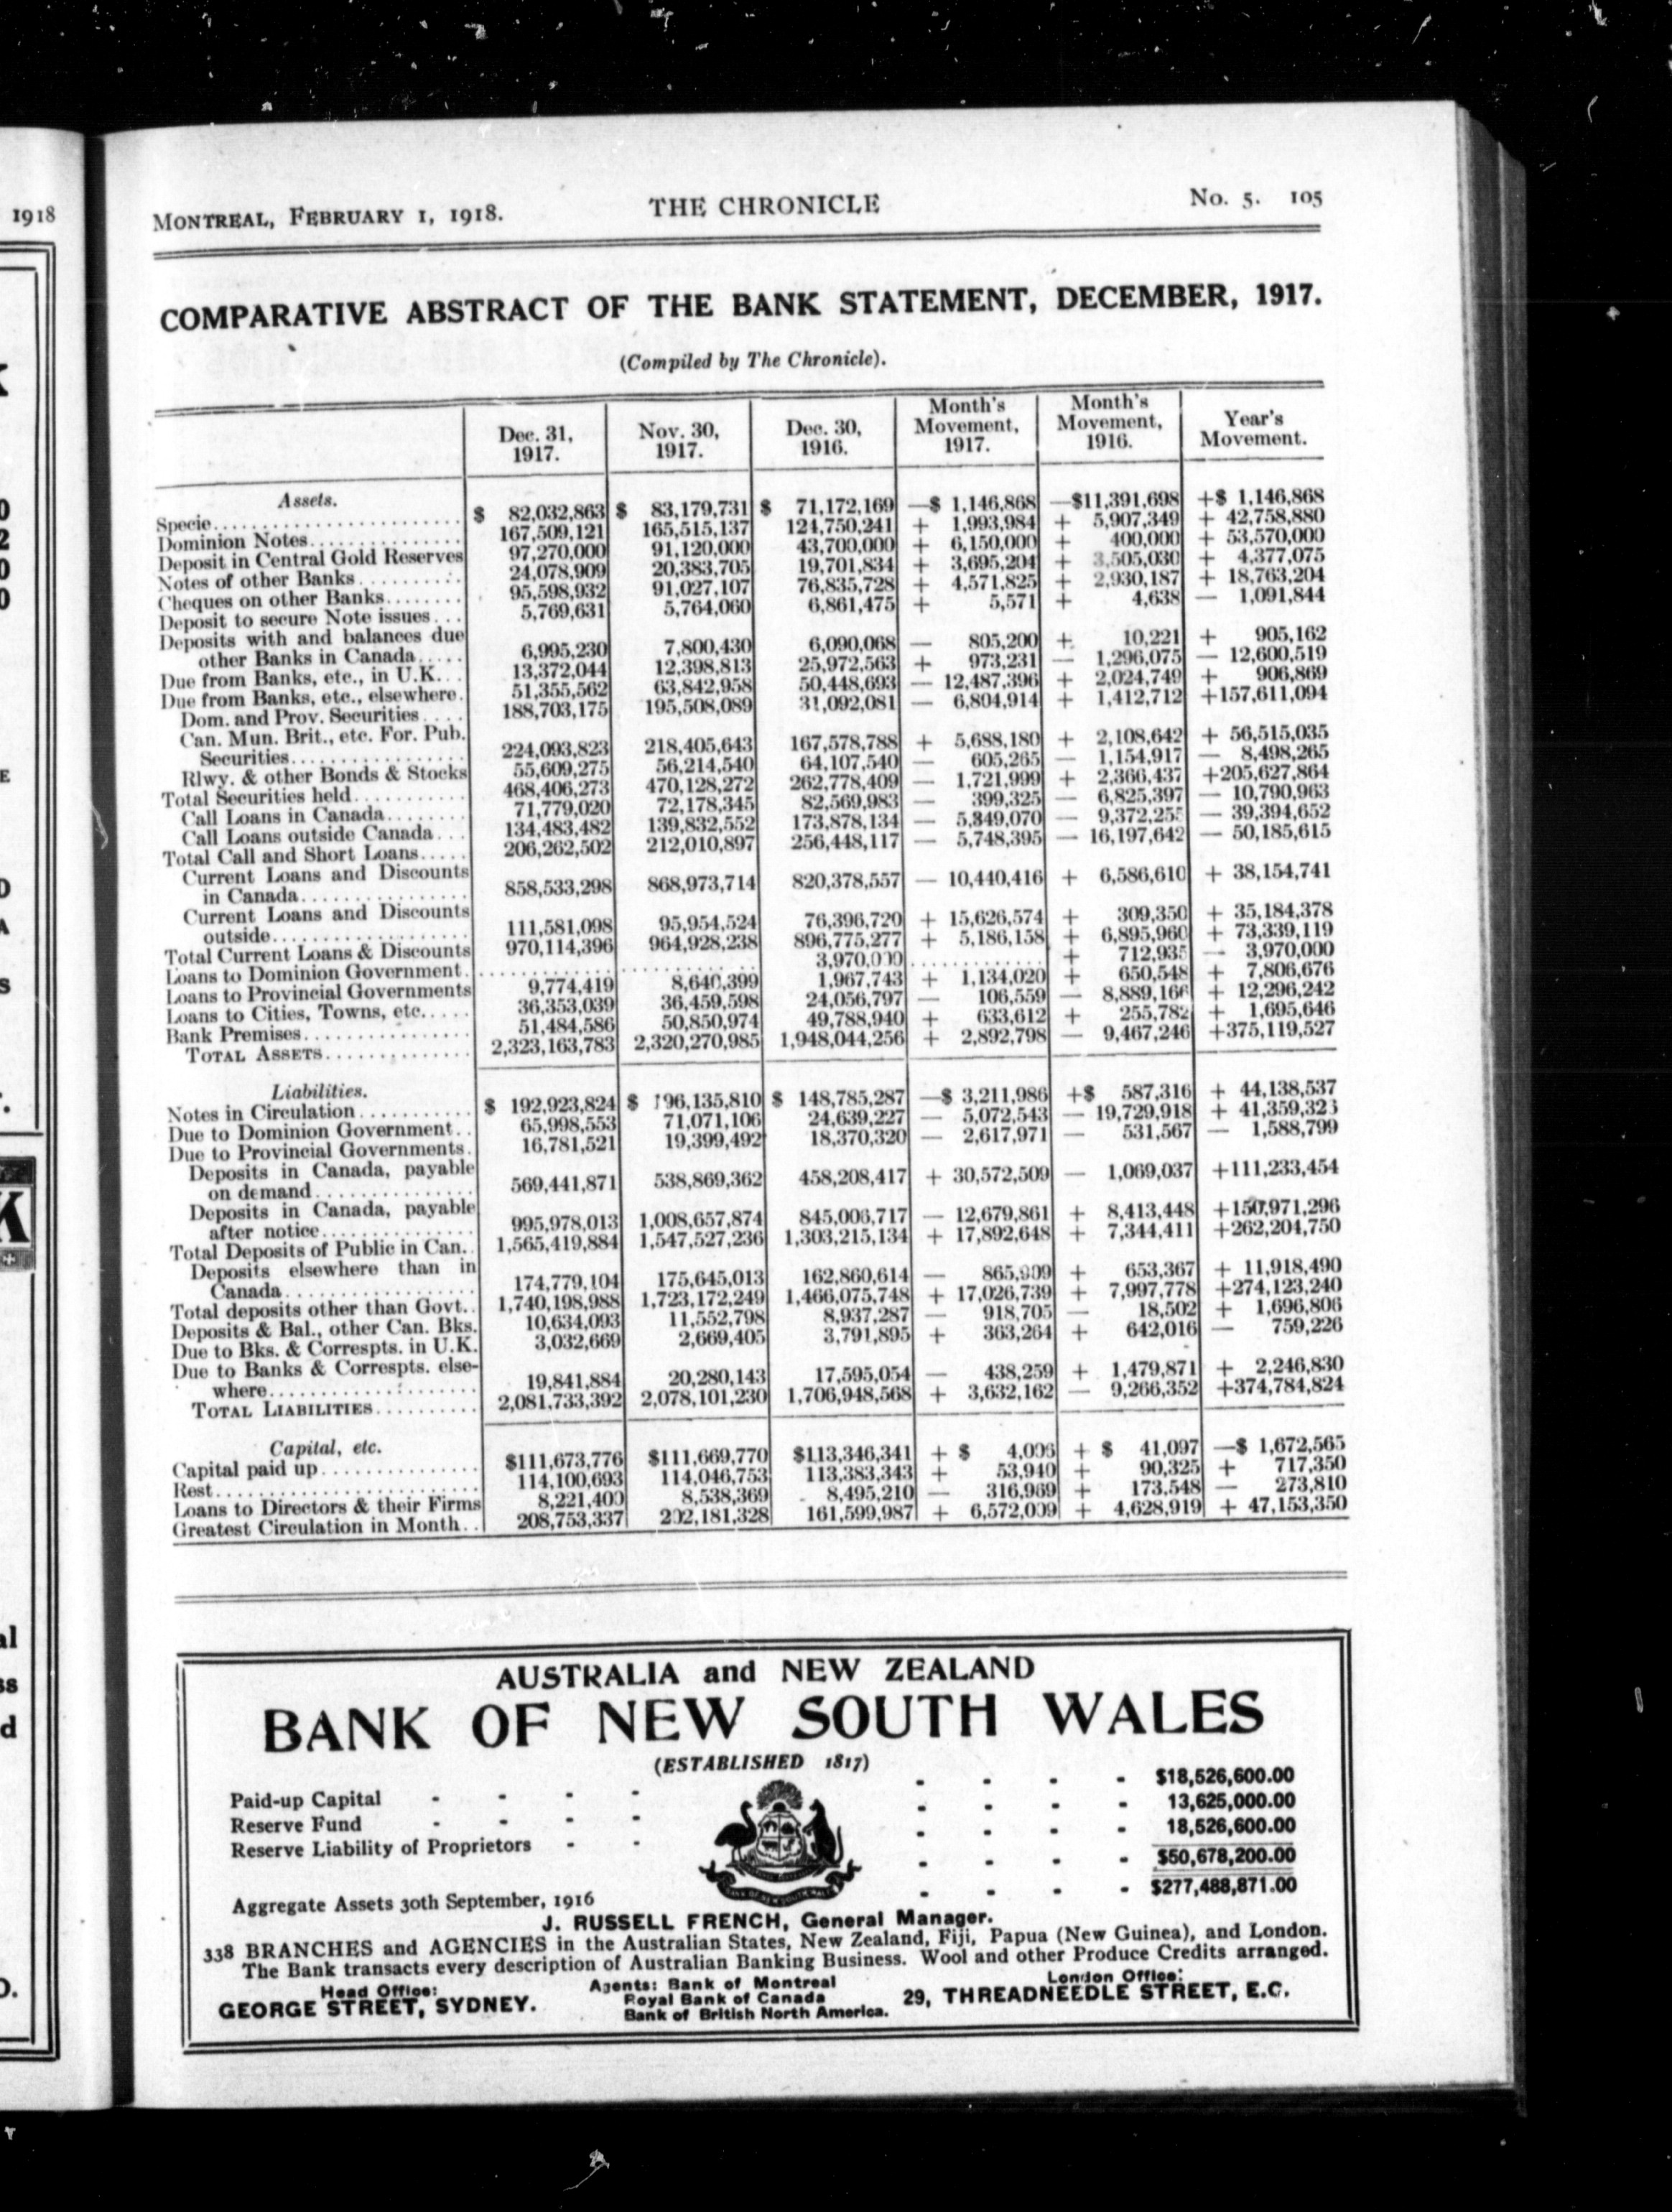 1918
MONTREAL, FEBRUARY 1, 1918. THE CHRONICLE No. 5. 105
COMPARATIVE ABSTRACT OF THE BANK STATEMENT, DECEMBER, 1917.
(Compiled by The Chronicle).
Dec. 31, 1917. Nov. 30, 1917. Dec. 30, 1916. Month's Movement, 1917. Month's Movement, 1916. Year's Movement.
Assets.
Specie $ 82,032,863 $ 83,179,731 $ 71,172,169 —$ 1,146,868 —$11,391,698 +$ 1,146,868
Dominion Notes 167,509,121 165,515,137 124,750,241 + 1,993,984 + 5,907,349 + 42,758,880
Deposit in Central Gold Reserves 97,270,000 91,120,000 43,700,000 + 6,150,000 + 400,000 + 53,570,000
Notes of other Banks 24,078,909 20,383,705 19,701,834 + 3,695,204 + 3,505,030 + 4,377,075
Cheques on other Banks 95,598,932 91,027,107 76,835,728 + 4,571,825 + 2,930,187 + 18,763,204
Deposit to secure Note issues 5,769,631 5,764,060 6,861,475 + 5,571 + 4,638 — 1,091,844
Deposits with and balances due
other Banks in Canada 6,995,230 7,800,430 6,090,068 — 805,200 + 10,221 + 905,162
Due from Banks, etc., in U.K. 13,372,044 12,398,813 25,972,563 + 973,231 — 1,296,075 — 12,600,519
Due from Banks, etc., elsewhere. 51,355,562 63,842,958 50,448,693 — 12,487,396 + 2,024,749 + 906,869
Dom. and Prov. Securities 188,703,175 195,508,089 31,092,081 — 6,804,914 + 1,412,712 +157,611,094
Can. Mun. Brit., etc. For. Pub.
Securities 224,093,823 218,405,643 167,578,788 + 5,688,180 + 2,108,642 + 56,515,035
Rlwy. & other Bonds & Stocks 55,609,275 56,214,540 64,107,540 — 605,265 — 1,154,917 — 8,498,265
Total Securities held 468,406,273 470,128,272 262,778,409 — 1,721,999 + 2,366,437 +205,627,864
Call Loans in Canada 71,779,020 72,178,345 82,569,983 — 399,325 — 6,825,397 — 10,790,963
Call Loans outside Canada 134,483,482 139,832,552 173,878,134 — 5,349,070 — 9,372,255 — 39,394,652
Total Call and Short Loans 206,262,502 212,010,897 256,448,117 — 5,748,395 — 16,197,642 — 50,185,615
Current Loans and Discounts
in Canada 858,533,298 868,973,714 820,378,557 — 10,440,416 + 6,586,610 + 38,154,741
Current Loans and Discounts
outside 111,581,098 95,954,524 76,396,720 + 15,626,574 + 309,350 + 35,184,378
Total Current Loans & Discounts 970,114,396 964,928,238 896,775,277 + 5,186,158 + 6,895,960 + 73,339,119
Loans to Dominion Government 3,970,000 + 712,935 — 3,970,000
Loans to Provincial Governments 9,774,419 8,640,399 1,967,743 + 1,134,020 + 650,548 + 7,806,676
Loans to Cities, Towns, etc. 36,353,039 36,459,598 24,056,797 — 106,559 — 8,889,166 + 12,296,242
Bank Premises 51,484,586 50,850,974 49,788,940 + 633,612 + 255,782 + 1,695,646
TOTAL ASSETS 2,323,163,783 2,320,270,985 1,948,044,256 + 2,892,798 — 9,467,246 +375,119,527
Liabilities.
Notes in Circulation $ 192,923,824 $ 196,135,810 $ 148,785,287 —$ 3,211,986 +$ 587,316 + 44,138,537
Due to Dominion Government 65,998,553 71,071,106 24,639,227 — 5,072,543 — 19,729,918 + 41,359,323
Due to Provincial Governments. 16,781,521 19,399,492 18,370,320 — 2,617,971 — 531,567 — 1,588,799
Deposits in Canada, payable
on demand 569,441,871 538,869,362 458,208,417 + 30,572,509 — 1,069,037 +111,233,454
Deposits in Canada, payable
after notice 995,978,013 1,008,657,874 845,006,717 — 12,679,861 + 8,413,448 +150,971,296
Total Deposits of Public in Can. 1,565,419,884 1,547,527,236 1,303,215,134 + 17,892,648 + 7,344,411 +262,204,750
Deposits elsewhere than in
Canada 174,779,104 175,645,013 162,860,614 — 865,909 + 653,367 + 11,918,490
Total deposits other than Govt. 1,740,198,988 1,723,172,249 1,466,075,748 + 17,026,739 + 7,997,778 +274,123,240
Deposits & Bal., other Can. Bks. 10,634,093 11,552,798 8,937,287 — 918,705 — 18,502 + 1,696,806
Due to Bks. & Correspts. in U.K. 3,032,669 2,669,405 3,791,895 + 363,264 + 642,016 — 759,226
Due to Banks & Correspts. else-
where 19,841,884 20,280,143 17,595,054 — 438,259 + 1,479,871 + 2,246,830
TOTAL LIABILITIES 2,081,733,392 2,078,101,230 1,706,948,568 + 3,632,162 — 9,266,352 +374,784,824
Capital, etc.
Capital paid up $111,673,776 $111,669,770 $113,346,341 + $ 4,006 + $ 41,097 —$ 1,672,565
Rest 114,100,693 114,046,753 113,383,343 + 53,940 + 90,325 + 717,350
Loans to Directors & their Firms 8,221,400 8,538,369 8,495,210 — 316,969 + 173,548 — 273,810
Greatest Circulation in Month 208,753,337 202,181,328 161,599,987 + 6,572,009 + 4,628,919 + 47,153,350
AUSTRALIA and NEW ZEALAND
BANK OF NEW SOUTH WALES
(ESTABLISHED 1817)
Paid-up Capital - - - - - - - - $18,526,600.00
Reserve Fund - - - - - - - - 13,625,000.00
Reserve Liability of Proprietors - - - - - - 18,526,600.00
- - - - $50,678,200.00
Aggregate Assets 30th September, 1916 - - - - $277,488,871.00
J. RUSSELL FRENCH, General Manager.
338 BRANCHES and AGENCIES in the Australian States, New Zealand, Fiji, Papua (New Guinea), and London.
The Bank transacts every description of Australian Banking Business. Wool and other Produce Credits arranged.
Head Office: Agents: Bank of Montreal London Office:
GEORGE STREET, SYDNEY. Royal Bank of Canada 29, THREADNEEDLE STREET, E.C.
Bank of British North America.